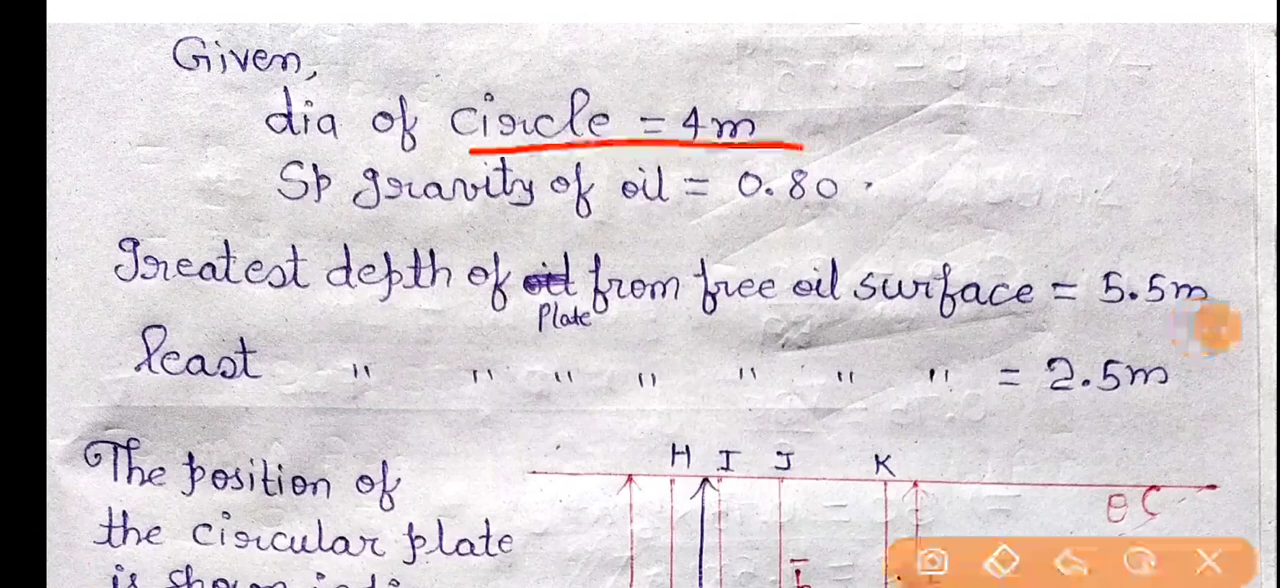 Given,
dia of circle = 4m
Sp gravity of oil = 0.80
Greatest depth of Plate from free oil surface = 5.5m
least " " " " " " " = 2.5m
The position of
the circular plate
H I J K